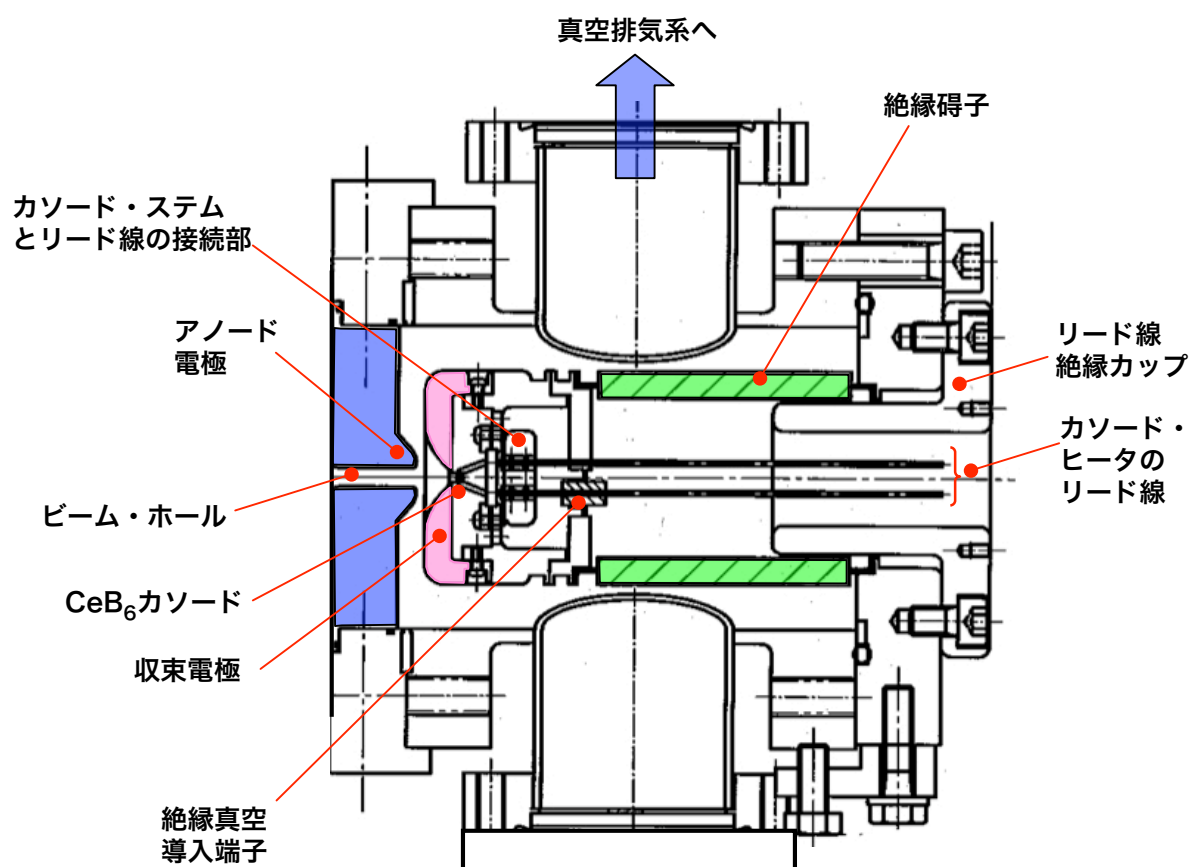 真空排気系へ
絶縁碍子
カソード・ステム
とリード線の接続部
アノード
電極
リード線
絶縁カップ
カソード・
ヒータの
リード線
ビーム・ホール
CeB₆カソード
収束電極
絶縁真空
導入端子